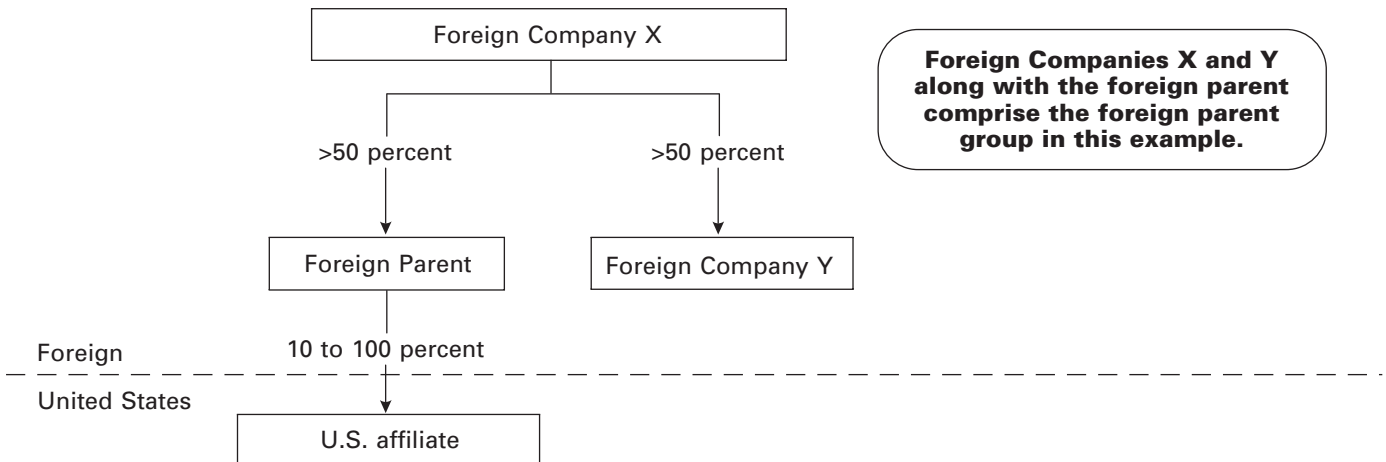 Foreign Company X
Foreign Companies X and Y
along with the foreign parent
comprise the foreign parent
group in this example.
>50 percent
>50 percent
Foreign Parent
Foreign Company Y
Foreign
10 to 100 percent
United States
U.S. affiliate